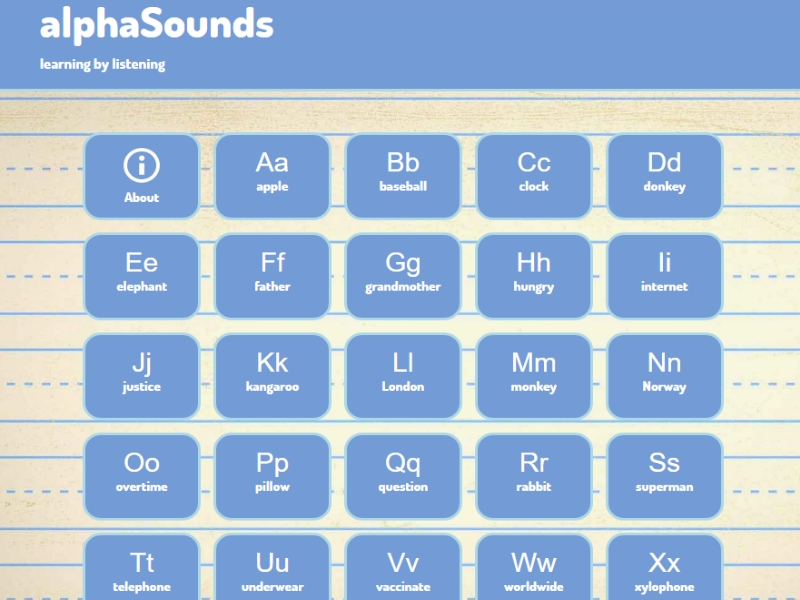 alphaSounds
learning by listening
About
Aa
apple
Bb
baseball
Cc
clock
Dd
donkey
Ee
elephant
Ff
father
Gg
grandmother
Hh
hungry
Ii
internet
Jj
justice
Kk
kangaroo
Ll
London
Mm
monkey
Nn
Norway
Oo
overtime
Pp
pillow
Qq
question
Rr
rabbit
Ss
superman
Tt
telephone
Uu
underwear
Vv
vaccinate
Ww
worldwide
Xx
xylophone